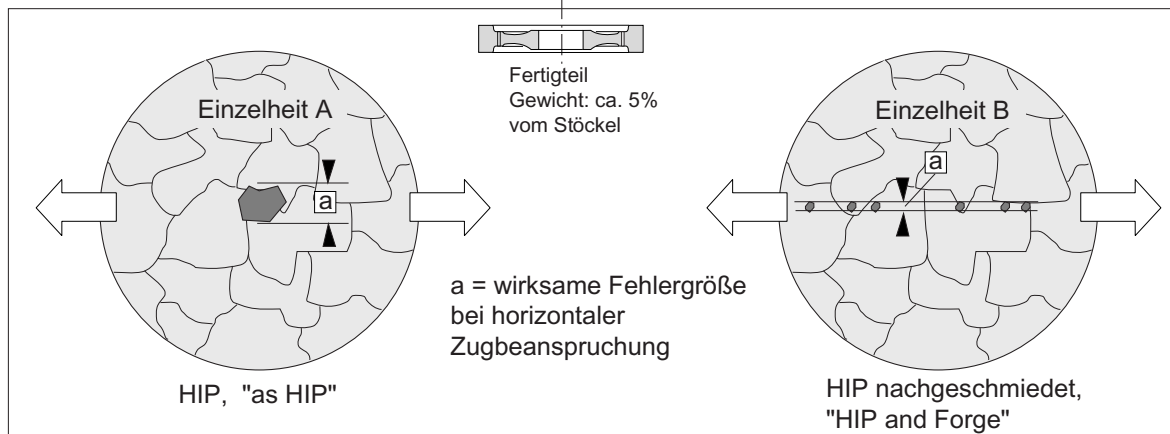 Fertigteil
Gewicht: ca. 5%
vom Stöckel
Einzelheit A
a
Einzelheit B
a
a = wirksame Fehlergröße
bei horizontaler
Zugbeanspruchung
HIP, "as HIP"
HIP nachgeschmiedet,
"HIP and Forge"